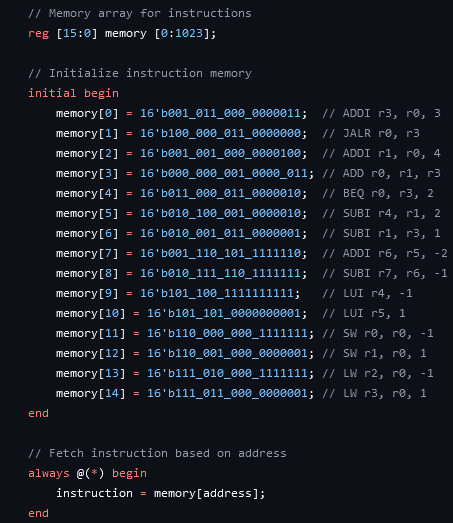 // Memory array for instructions
reg [15:0] memory [0:1023];
// Initialize instruction memory
initial begin
memory[0] = 16'b001_011_000_0000011; // ADDI r3, r0, 3
memory[1] = 16'b100_000_011_0000000; // JALR r0, r3
memory[2] = 16'b001_001_000_0000100; // ADDI r1, r0, 4
memory[3] = 16'b000_000_001_0000_011; // ADD r0, r1, r3
memory[4] = 16'b011_000_011_0000010; // BEQ r0, r3, 2
memory[5] = 16'b010_100_001_0000010; // SUBI r4, r1, 2
memory[6] = 16'b010_001_011_0000001; // SUBI r1, r3, 1
memory[7] = 16'b001_110_101_1111110; // ADDI r6, r5, -2
memory[8] = 16'b010_111_110_1111111; // SUBI r7, r6, -1
memory[9] = 16'b101_100_1111111111; // LUI r4, -1
memory[10] = 16'b101_101_0000000001; // LUI r5, 1
memory[11] = 16'b110_000_000_1111111; // SW r0, r0, -1
memory[12] = 16'b110_001_000_0000001; // SW r1, r0, 1
memory[13] = 16'b111_010_000_1111111; // LW r2, r0, -1
memory[14] = 16'b111_011_000_0000001; // LW r3, r0, 1
end
// Fetch instruction based on address
always @(*) begin
instruction = memory[address];
end